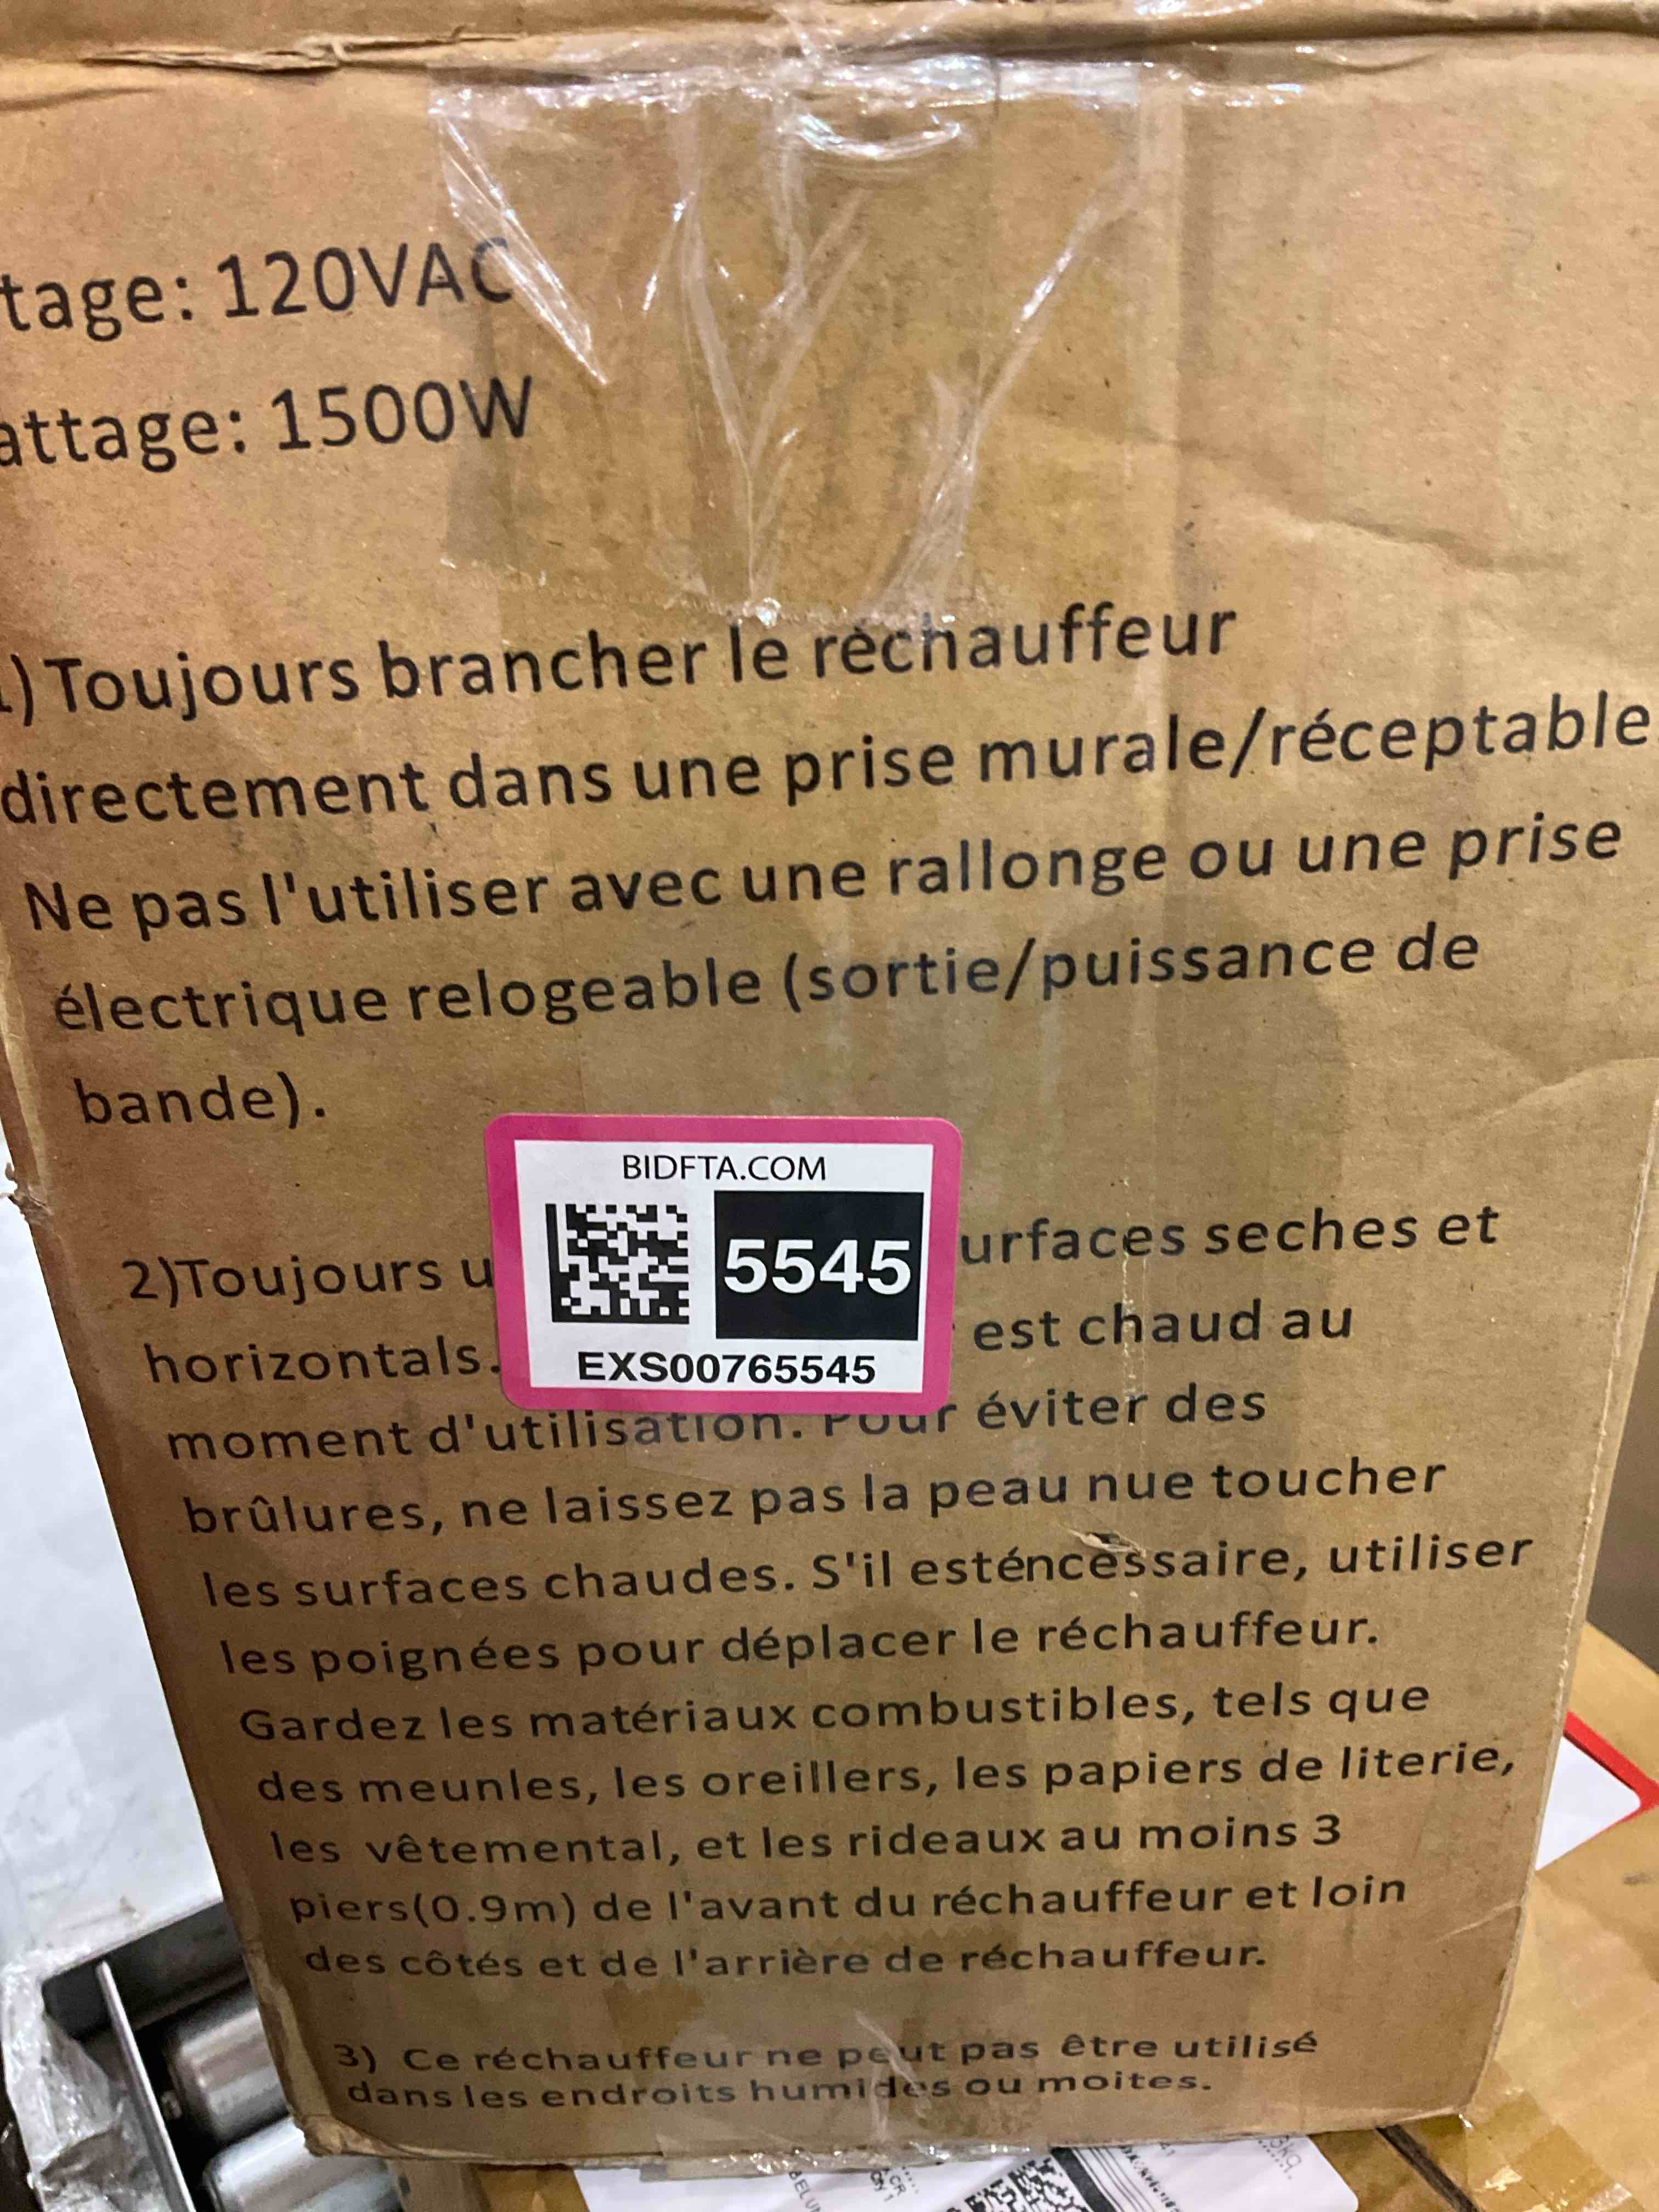 tage: 120VAC
attage: 1500W
1) Toujours brancher le rèchauffeur
directement dans une prise murale/réceptable.
Ne pas l'utiliser avec une rallonge ou une prise
électrique relogeable (sortie/puissance de
bande).
BIDFTA.COM
5545
EXS00765545
2)Toujours u urfaces seches et
horizontals. est chaud au
moment d'utilisation. Pour éviter des
brûlures, ne laissez pas la peau nue toucher
les surfaces chaudes. S'il esténcessaire, utiliser
les poignées pour déplacer le réchauffeur.
Gardez les matériaux combustibles, tels que
des meunles, les oreillers, les papiers de literie,
les vêtemental, et les rideaux au moins 3
piers(0.9m) de l'avant du réchauffeur et loin
des côtés et de l'arrière de réchauffeur.
3) Ce réchauffeur ne peut pas être utilisé
dans les endroits humides ou moites.